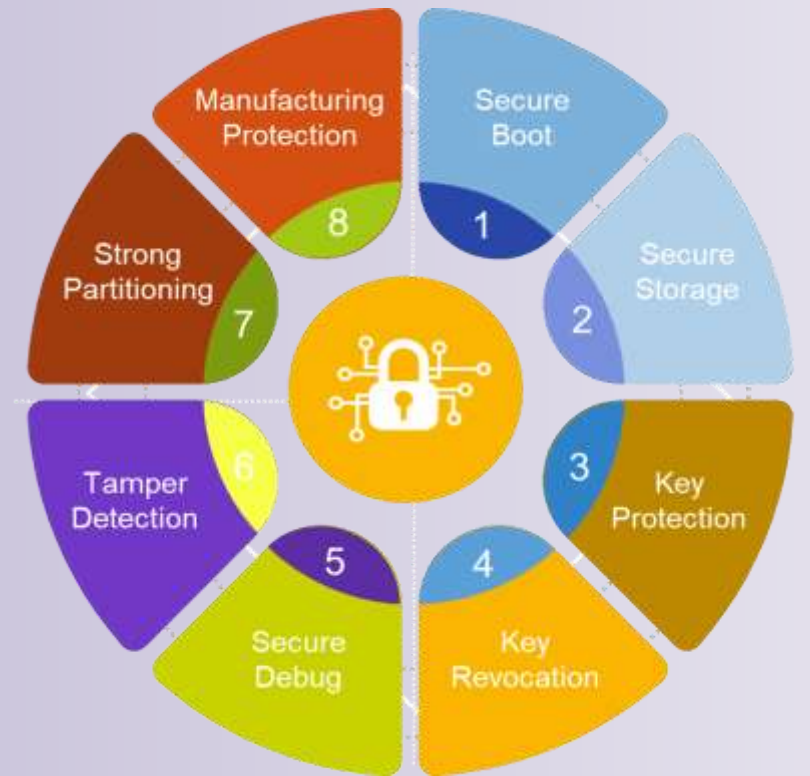 Secure
Boot
1
Secure
Storage
2
3
Key
Protection
4
Key
Revocation
5
Secure
Debug
6
Tamper
Detection
7
Strong
Partitioning
8
Manufacturing
Protection